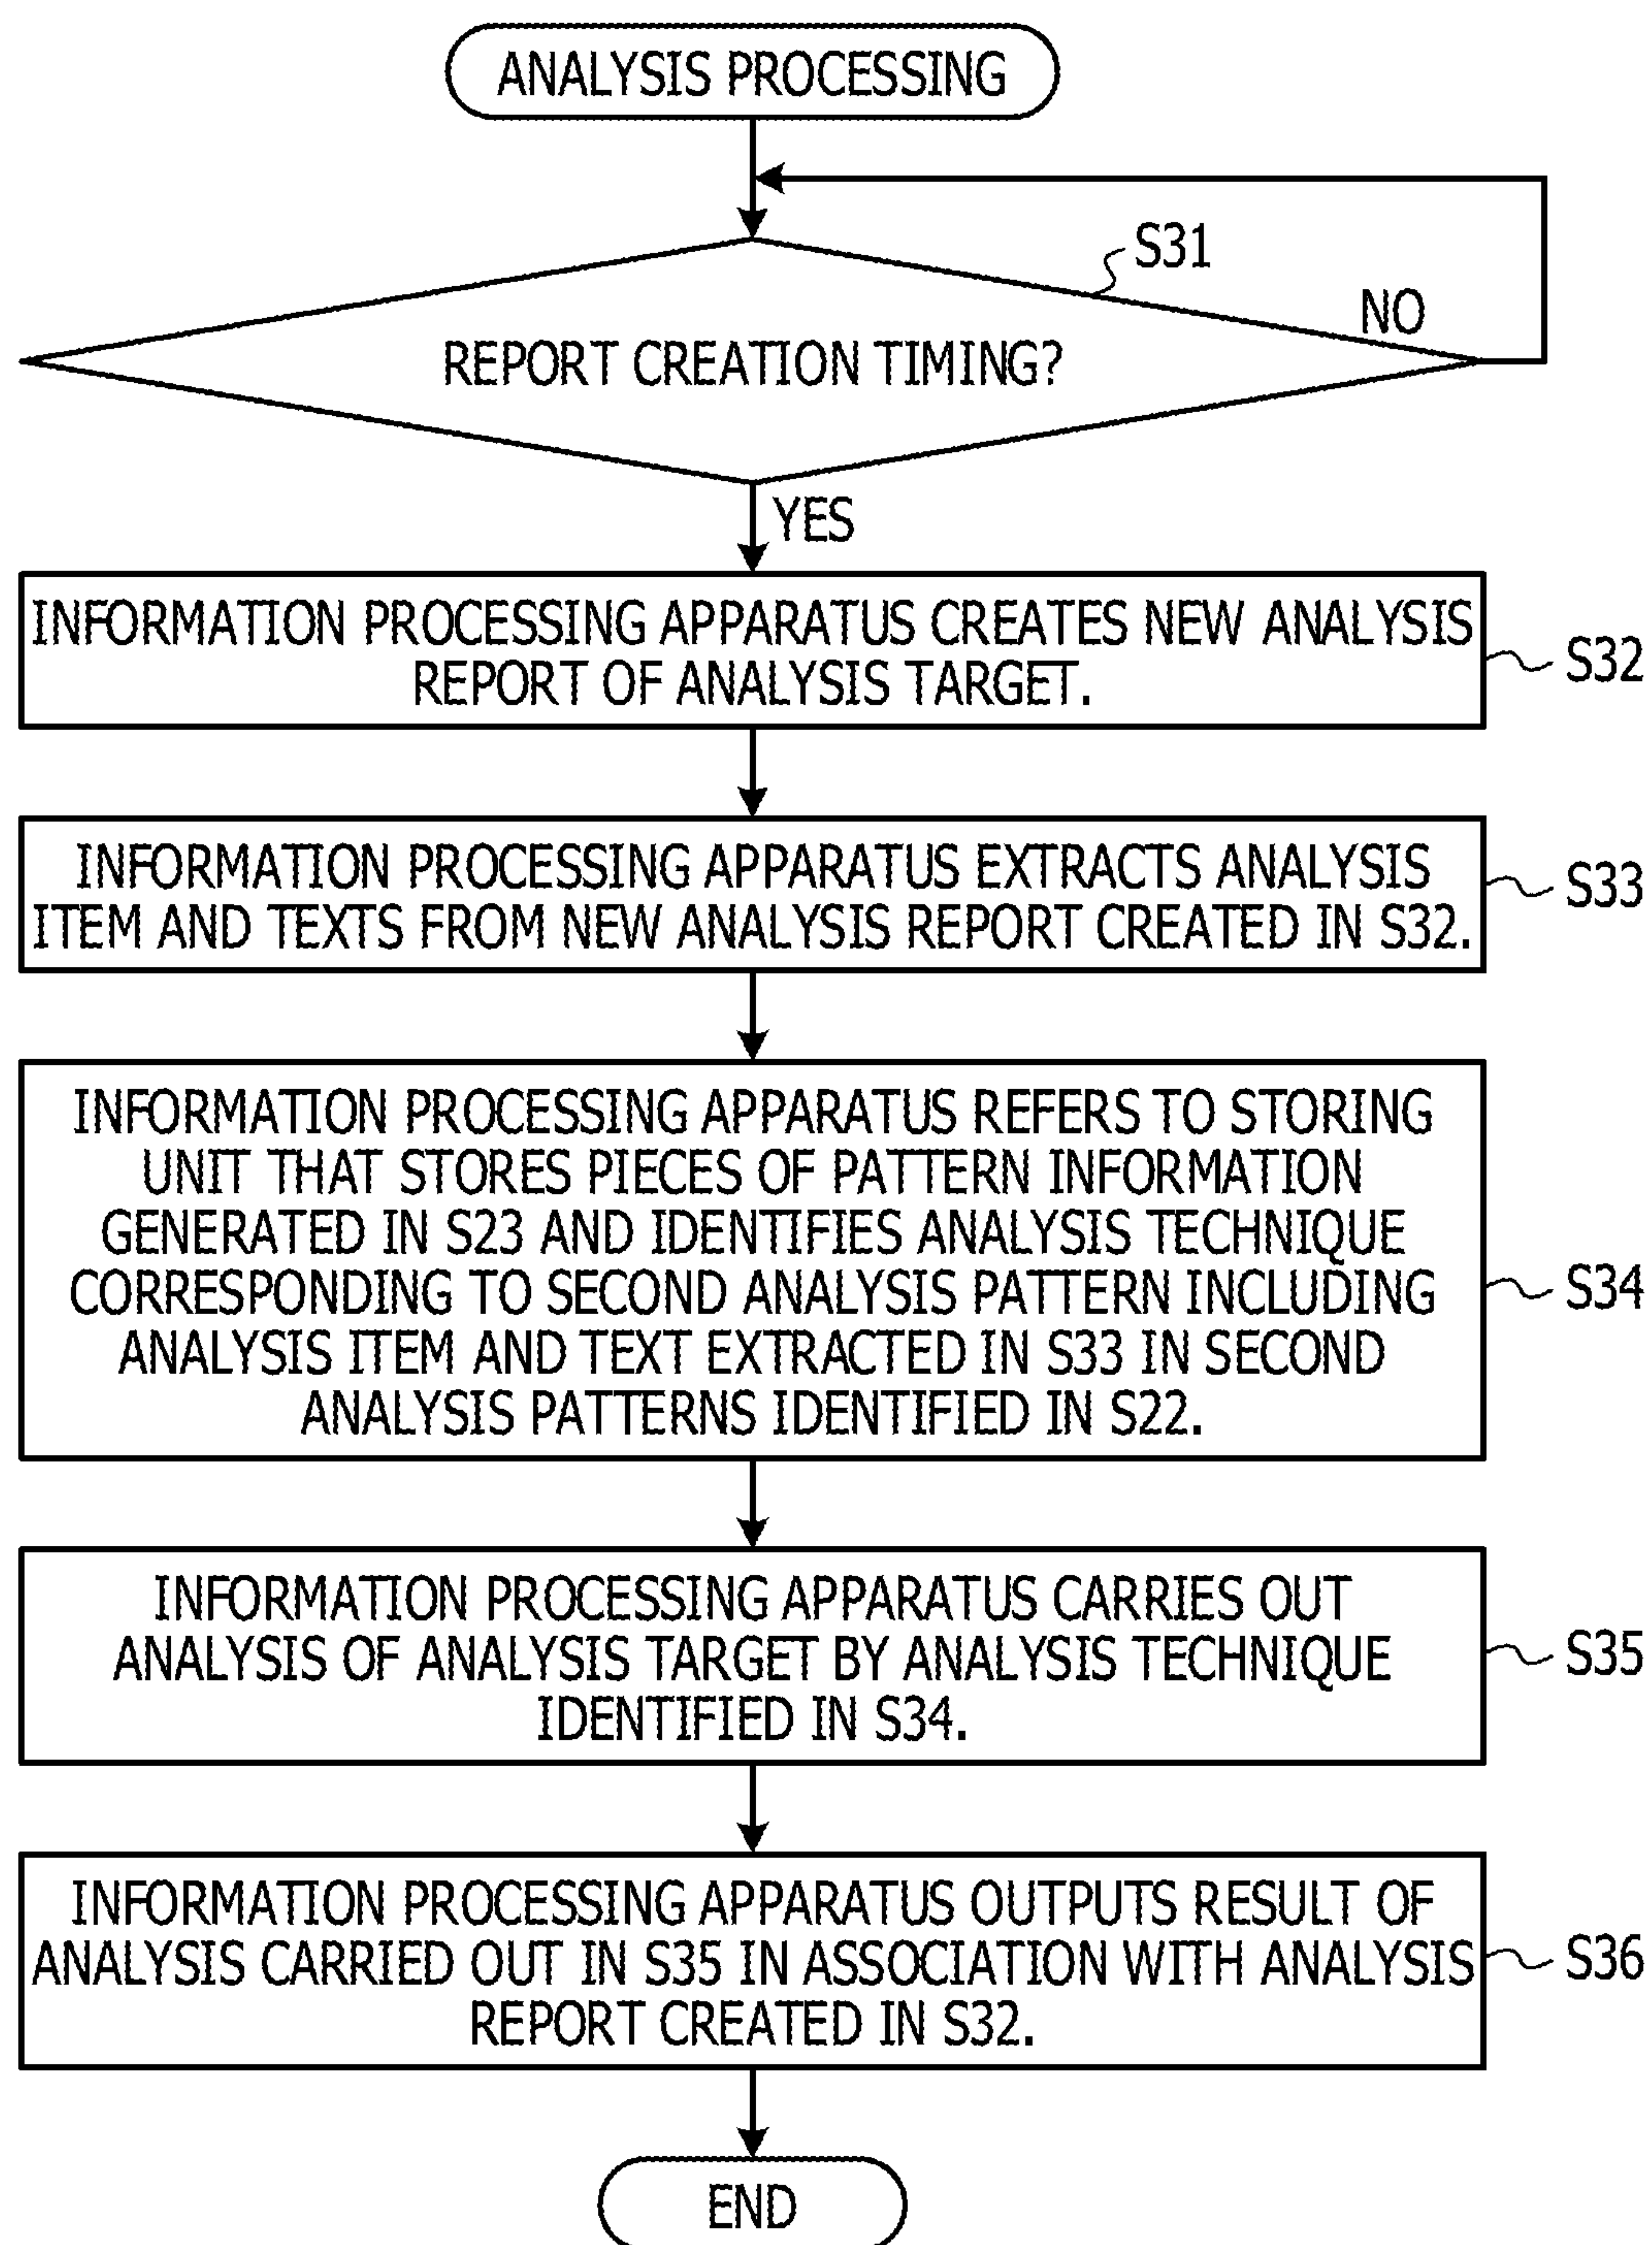 ANALYSIS PROCESSING
S31
NO
REPORT CREATION TIMING?
YES
INFORMATION PROCESSING APPARATUS CREATES NEW ANALYSIS
REPORT OF ANALYSIS TARGET.
S32
INFORMATION PROCESSING APPARATUS EXTRACTS ANALYSIS
ITEM AND TEXTS FROM NEW ANALYSIS REPORT CREATED IN S32.
S33
INFORMATION PROCESSING APPARATUS REFERS TO STORING
UNIT THAT STORES PIECES OF PATTERN INFORMATION
GENERATED IN S23 AND IDENTIFIES ANALYSIS TECHNIQUE
CORRESPONDING TO SECOND ANALYSIS PATTERN INCLUDING
ANALYSIS ITEM AND TEXT EXTRACTED IN S33 IN SECOND
ANALYSIS PATTERNS IDENTIFIED IN S22.
S34
INFORMATION PROCESSING APPARATUS CARRIES OUT
ANALYSIS OF ANALYSIS TARGET BY ANALYSIS TECHNIQUE
IDENTIFIED IN S34.
S35
INFORMATION PROCESSING APPARATUS OUTPUTS RESULT OF
ANALYSIS CARRIED OUT IN S35 IN ASSOCIATION WITH ANALYSIS
REPORT CREATED IN S32.
S36
END